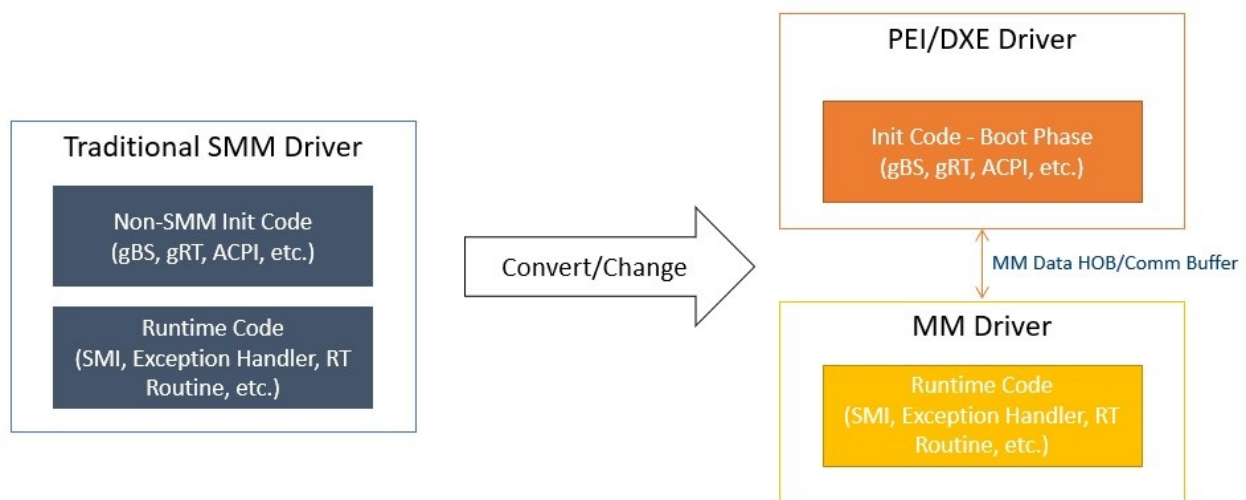 Traditional SMM Driver
Non-SMM Init Code
(gBS, gRT, ACPI, etc.)
Runtime Code
(SMI, Exception Handler, RT
Routine, etc.)
Convert/Change
PEI/DXE Driver
Init Code - Boot Phase
(gBS, gRT, ACPI, etc.)
MM Data HOB/Comm Buffer
MM Driver
Runtime Code
(SMI, Exception Handler, RT
Routine, etc.)